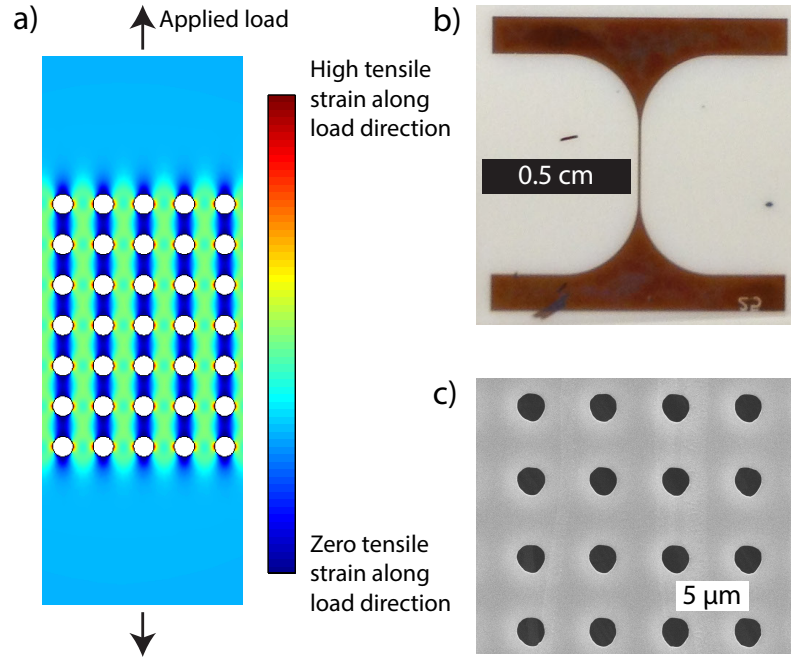 a)
Applied load
High tensile
strain along
load direction
Zero tensile
strain along
load direction
b)
0.5 cm
25
c)
5 µm